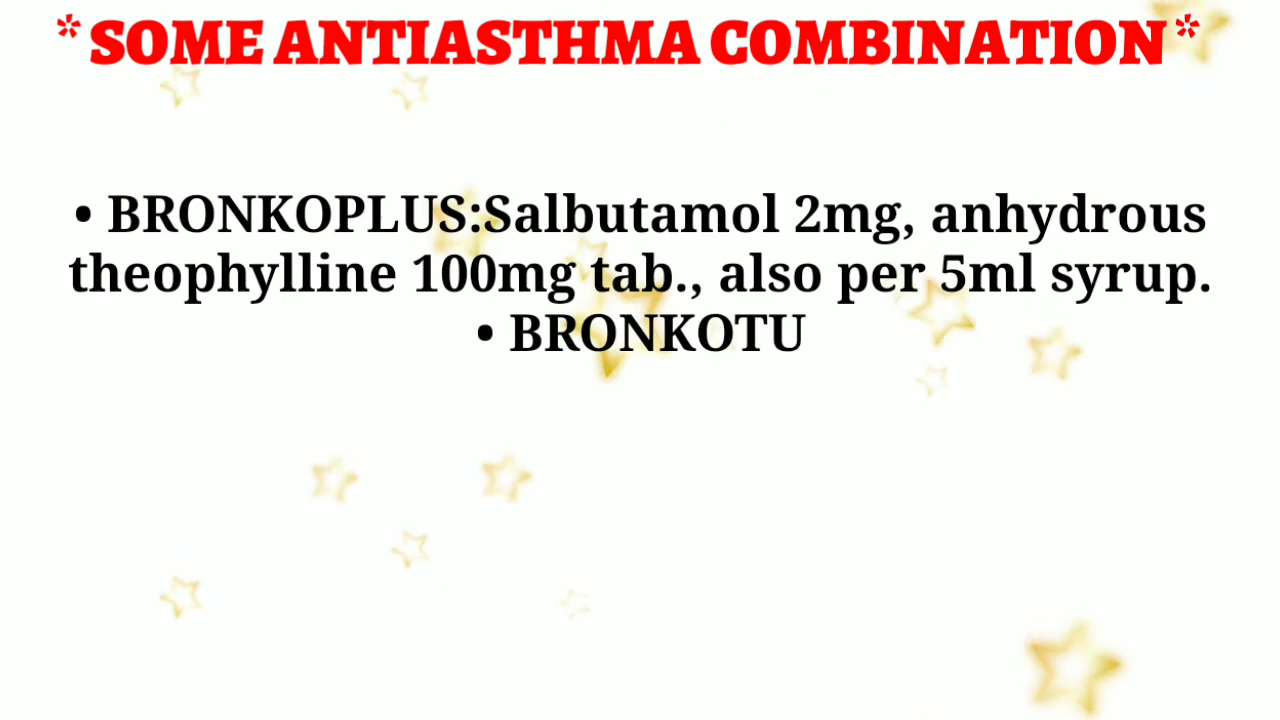 *SOME ANTIASTHMA COMBINATION*
• BRONKOPLUS:Salbutamol 2mg, anhydrous
theophylline 100mg tab., also per 5ml syrup.
• BRONKOTU